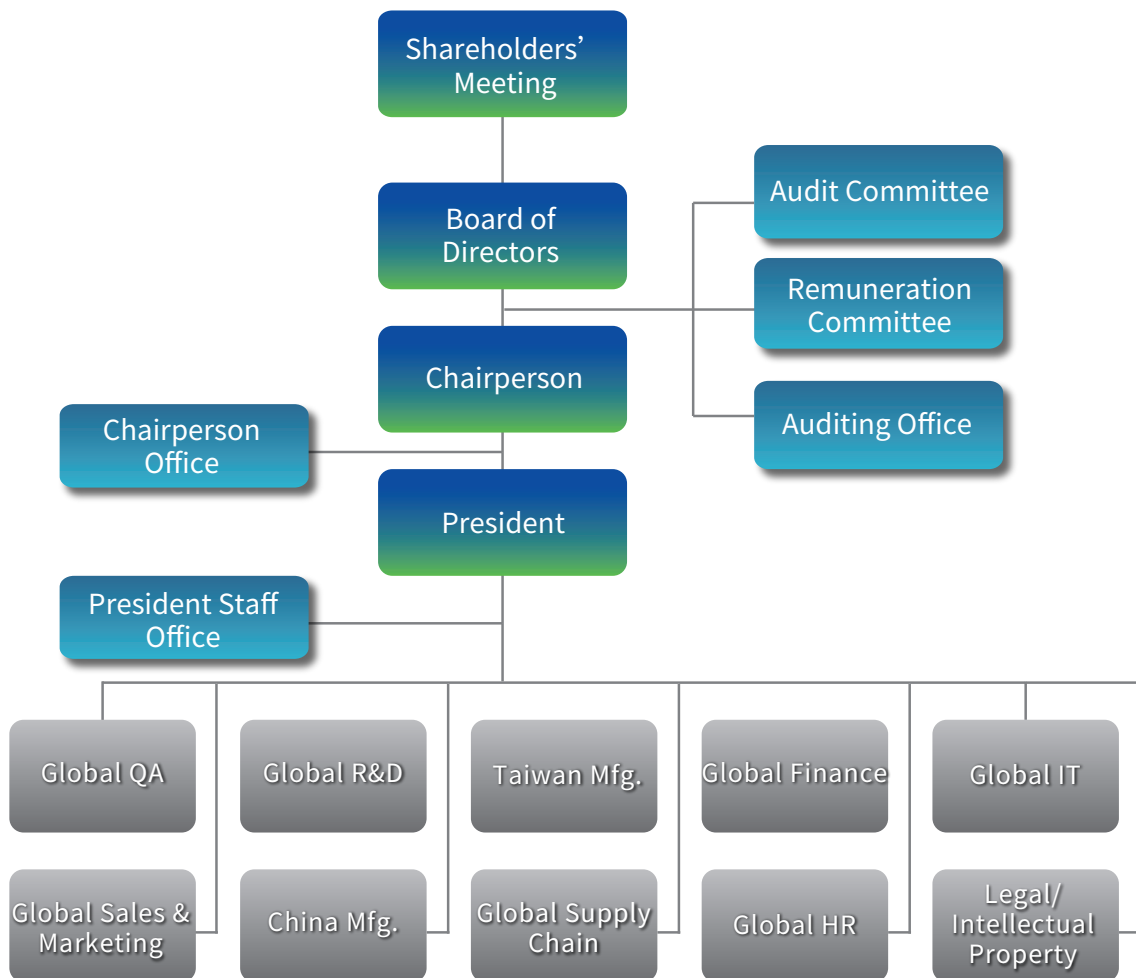 Shareholders’
Meeting
Board of
Directors
Audit Committee
Remuneration
Committee
Auditing Office
Chairperson
Chairperson
Office
President
President Staff
Office
Global QA
Global R&D
Taiwan Mfg.
Global Finance
Global IT
Global Sales &
Marketing
China Mfg.
Global Supply
Chain
Global HR
Legal/
Intellectual
Property